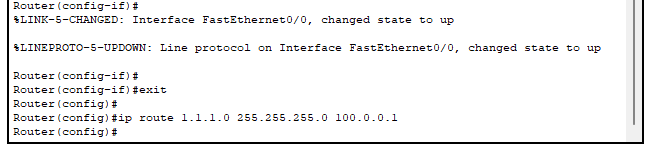 Router(config-if)#
%LINK-5-CHANGED: Interface FastEthernet0/0, changed state to up
%LINEPROTO-5-UPDOWN: Line protocol on Interface FastEthernet0/0, changed state to up
Router(config-if)#
Router(config-if)#exit
Router(config)#
Router(config)#ip route 1.1.1.0 255.255.255.0 100.0.0.1
Router(config)#